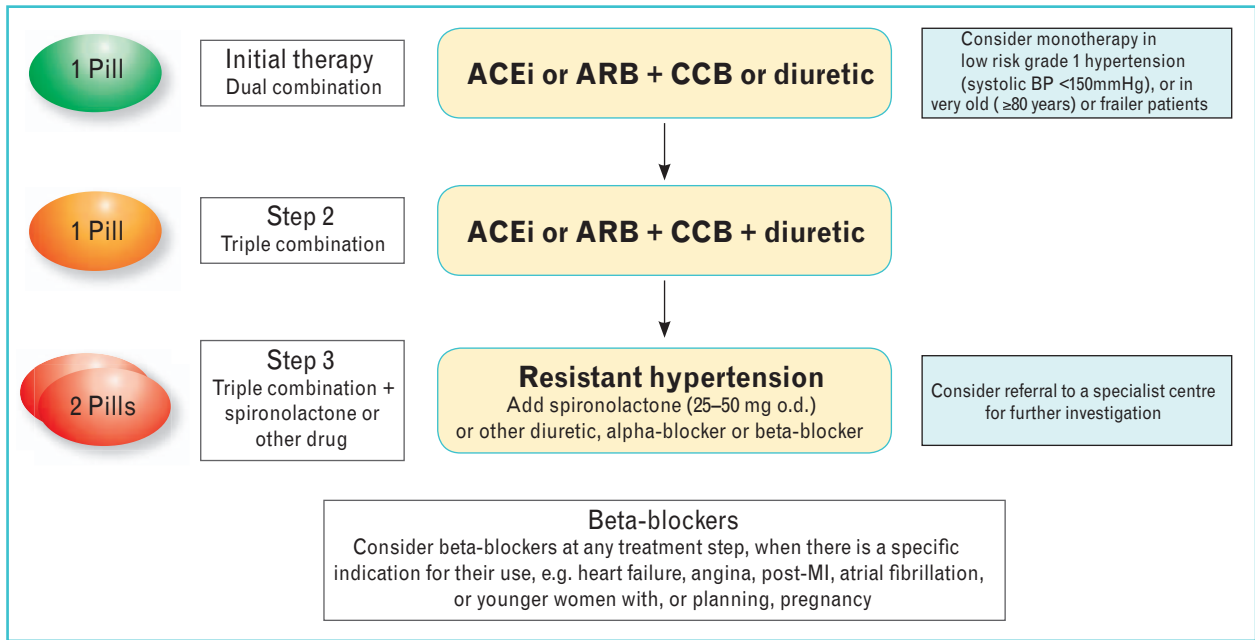 1 Pill
Initial therapy
Dual combination
ACEi or ARB + CCB or diuretic
Consider monotherapy in
low risk grade 1 hypertension
(systolic BP <150mmHg), or in
very old ( ≥80 years) or frailer patients
1 Pill
Step 2
Triple combination
ACEi or ARB + CCB + diuretic
2 Pills
Step 3
Triple combination +
spironolactone or
other drug
Resistant hypertension
Add spironolactone (25–50 mg o.d.)
or other diuretic, alpha-blocker or beta-blocker
Consider referral to a specialist centre
for further investigation
Beta-blockers
Consider beta-blockers at any treatment step, when there is a specific
indication for their use, e.g. heart failure, angina, post-MI, atrial fibrillation,
or younger women with, or planning, pregnancy